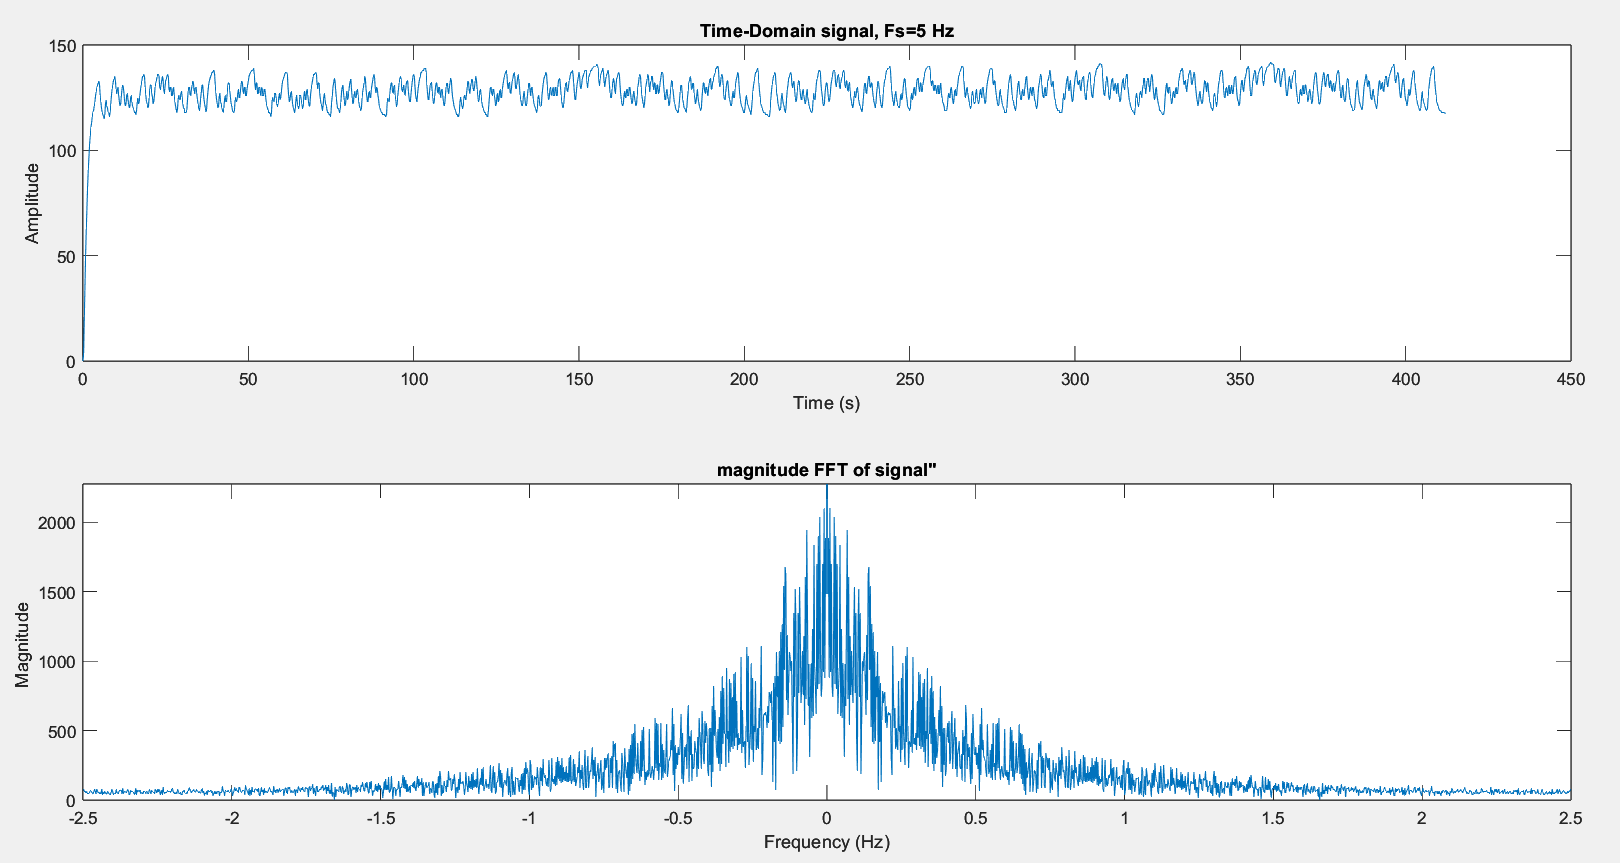 Time-Domain signal, Fs=5 Hz
150
100
50
0
Amplitude
0 50 100 150 200 250 300 350 400 450
Time (s)
magnitude FFT of signal"
2000
1500
1000
500
0
Magnitude
-2.5 -2 -1.5 -1 -0.5 0 0.5 1 1.5 2 2.5
Frequency (Hz)